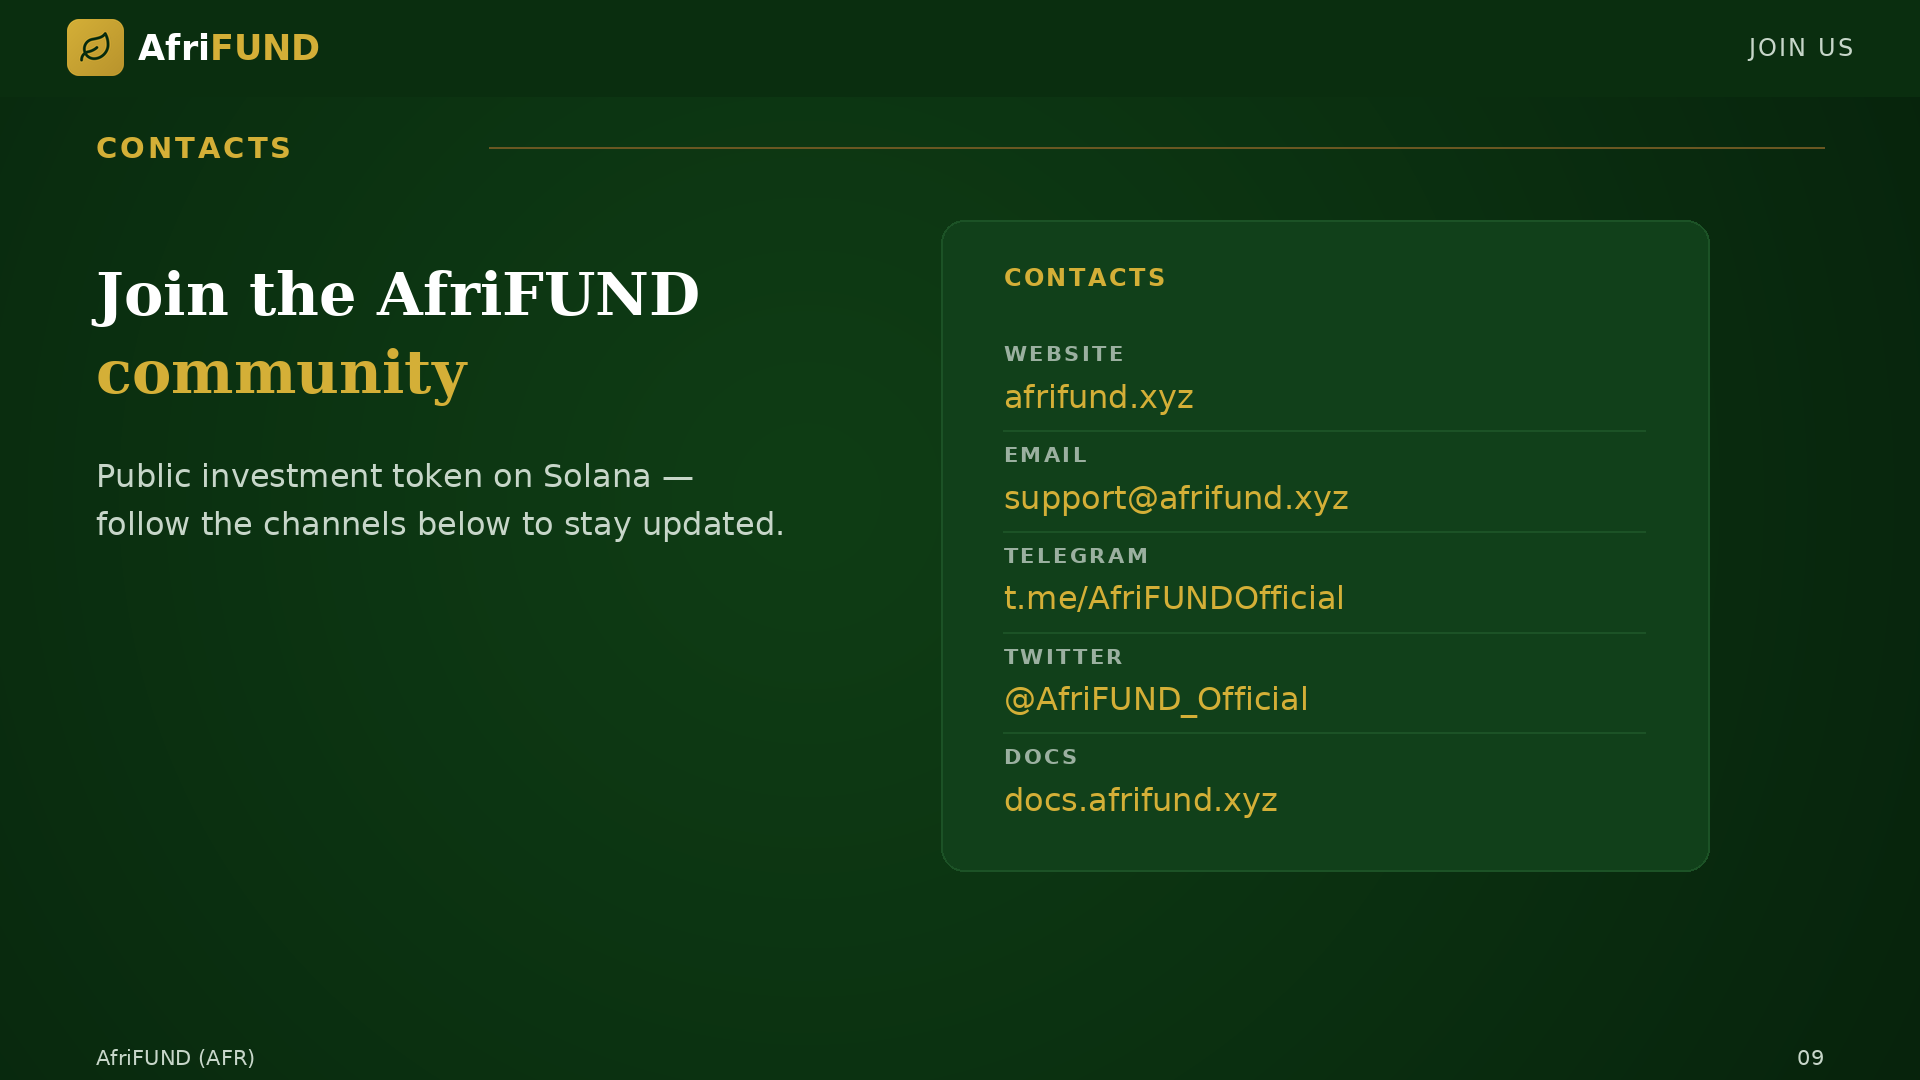 AfriFUND
JOIN US
CONTACTS
Join the AfriFUND
community
Public investment token on Solana —
follow the channels below to stay updated.
CONTACTS
WEBSITE
afrifund.xyz
EMAIL
support@afrifund.xyz
TELEGRAM
t.me/AfriFUNDOfficial
TWITTER
@AfriFUND_Official
DOCS
docs.afrifund.xyz
AfriFUND (AFR)
09